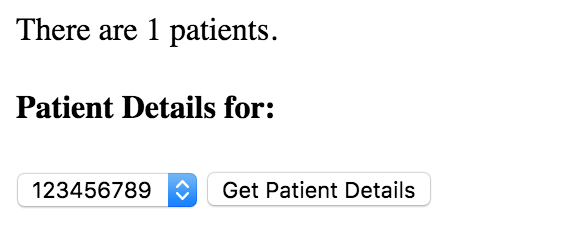 There are 1 patients.
Patient Details for:
123456789 Get Patient Details